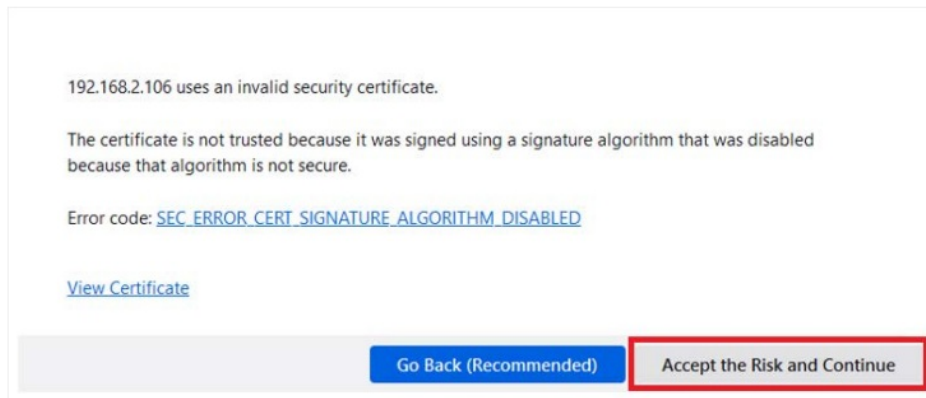 192.168.2.106 uses an invalid security certificate.
The certificate is not trusted because it was signed using a signature algorithm that was disabled
because that algorithm is not secure.
Error code: SEC_ERROR_CERT_SIGNATURE_ALGORITHM_DISABLED
View Certificate
Go Back (Recommended) Accept the Risk and Continue